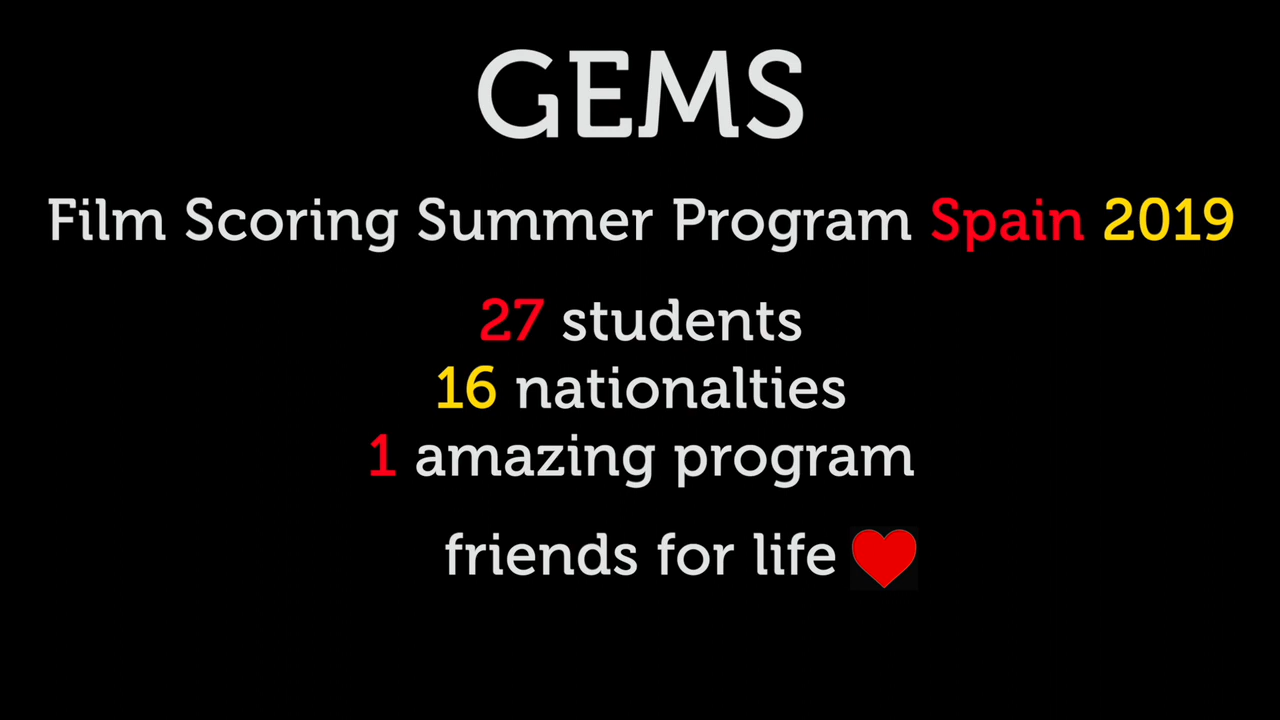 GEMS
Film Scoring Summer Program Spain 2019
27 students
16 nationalties
1 amazing program
friends for life